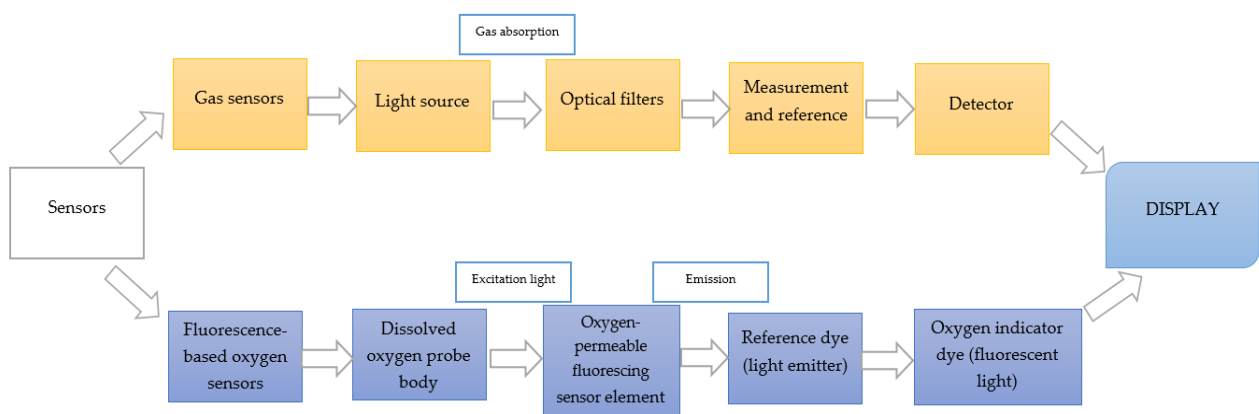 Gas absorption
Gas sensors
Light source
Optical filters
Measurement
and reference
Detector
Sensors
DISPLAY
Excitation light
Emission
Fluorescence-
based oxygen
sensors
Dissolved
oxygen probe
body
Oxygen-
permeable
fluorescing
sensor element
Reference dye
(light emitter)
Oxygen indicator
dye (fluorescent
light)